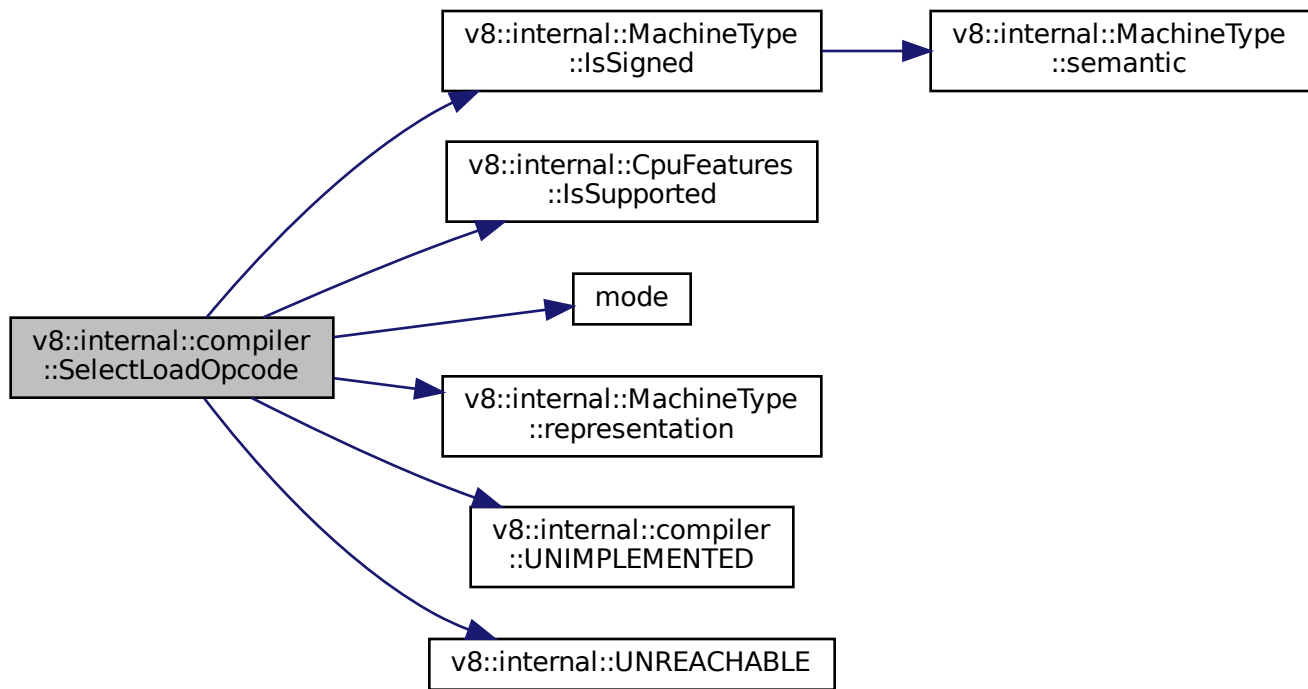 v8::internal::MachineType
::IsSigned
v8::internal::MachineType
::semantic
v8::internal::CpuFeatures
::IsSupported
mode
v8::internal::compiler
::SelectLoadOpcode
v8::internal::MachineType
::representation
v8::internal::compiler
::UNIMPLEMENTED
v8::internal::UNREACHABLE